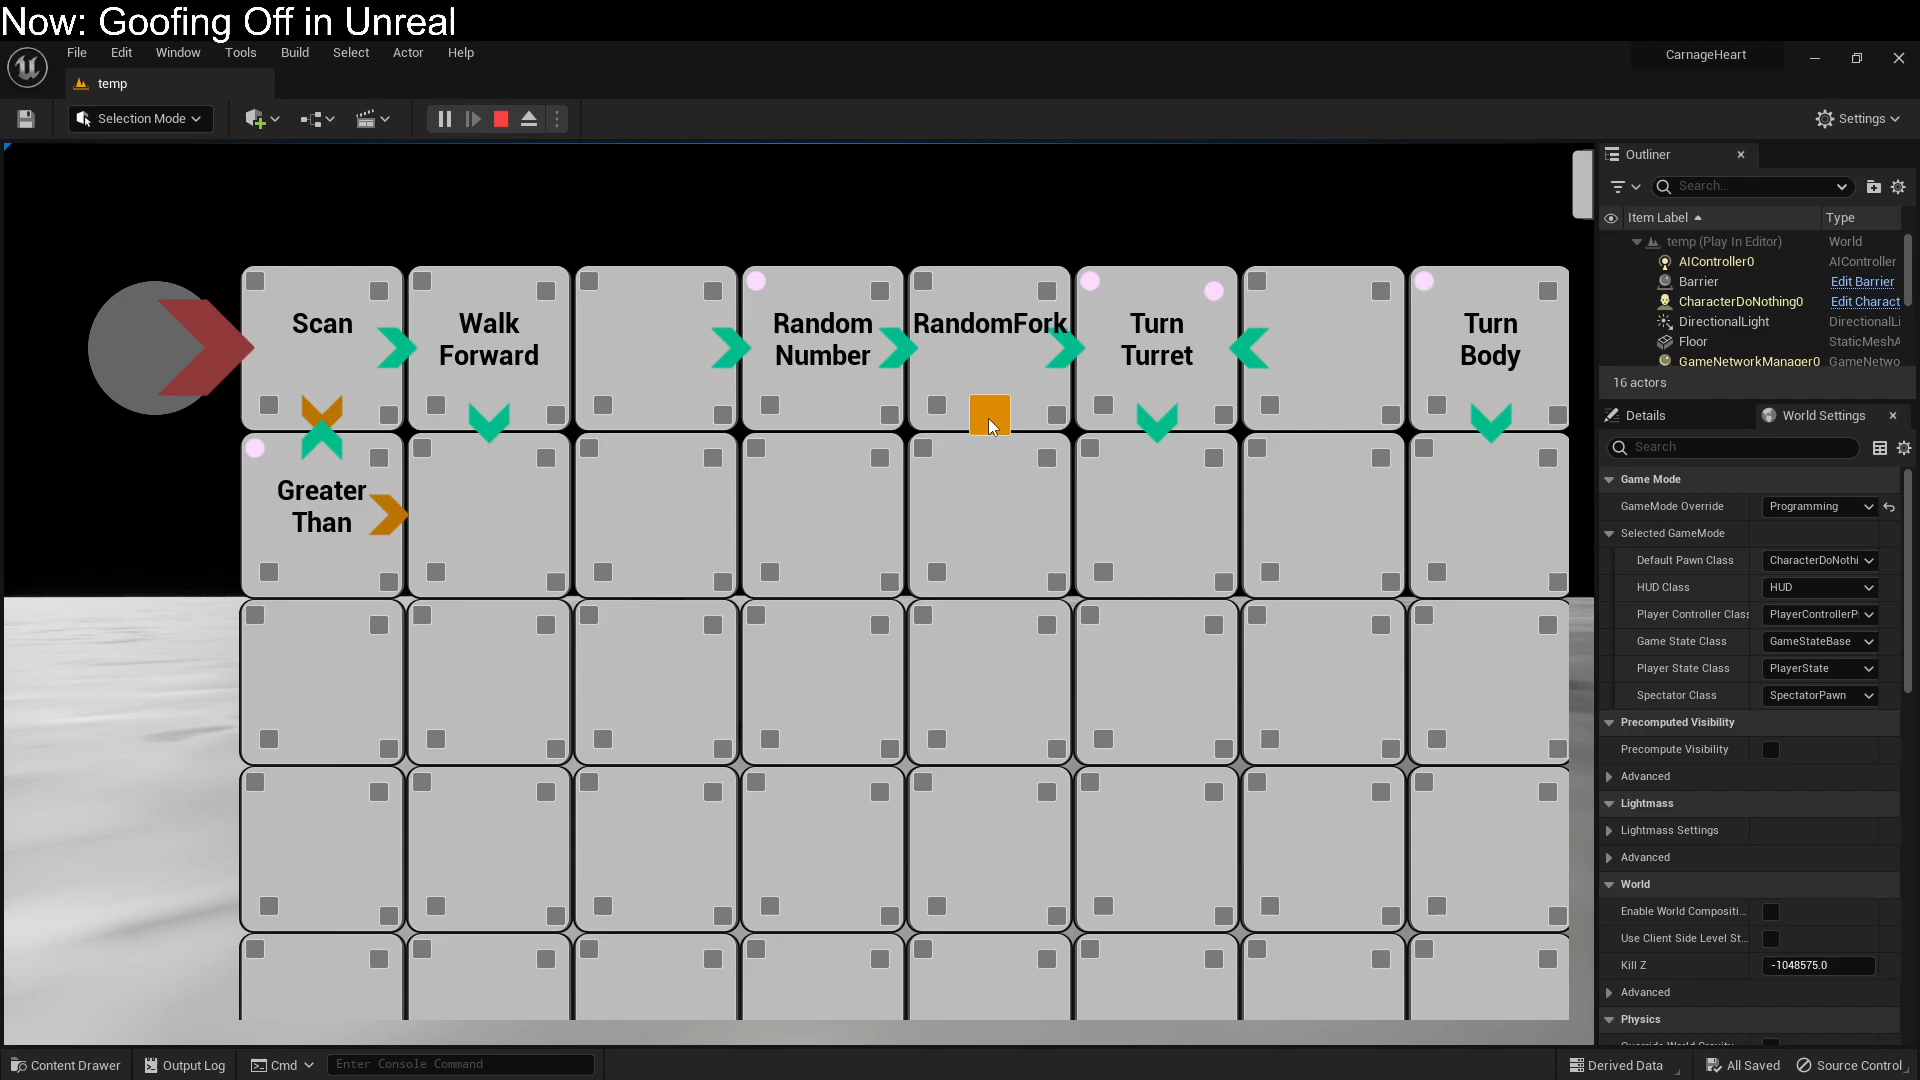 Now: Goofing Off in Unreal
File Edit Window Tools Build Select Actor Help
CarnageHeart
temp
Selection Mode
Settings
Outliner
Search...
Item Label Type
temp (Play In Editor) World
AIController0 AIController
Barrier Edit Barrier
CharacterDoNothing0 Edit Charact
DirectionalLight DirectionalLi
Floor StaticMeshA
GameNetworkManager0 GameNetwo
16 actors
Details World Settings
Search
Game Mode
GameMode Override Programming
Selected GameMode
Default Pawn Class CharacterDoNothi
HUD Class HUD
Player Controller Class PlayerControllerP
Game State Class GameStateBase
Player State Class PlayerState
Spectator Class SpectatorPawn
Precomputed Visibility
Precompute Visibility
Advanced
Lightmass
Lightmass Settings
Advanced
World
Enable World Compositi...
Use Client Side Level St...
Kill Z -1048575.0
Advanced
Physics
Scan
Walk
Forward
Random
Number
RandomFork
Turn
Turret
Turn
Body
Greater
Than
Content Drawer Output Log Cmd Enter Console Command Derived Data All Saved Source Control